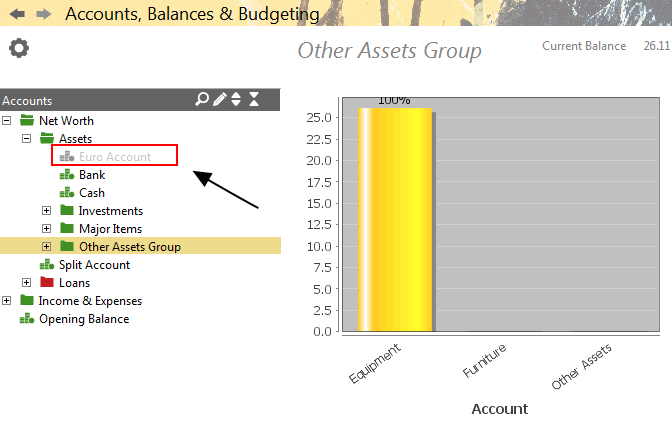 Accounts, Balances & Budgeting
Other Assets Group
Current Balance 26.11
Accounts
Net Worth
Assets
Euro Account
Bank
Cash
Investments
Major Items
Other Assets Group
Split Account
Loans
Income & Expenses
Opening Balance
100%
25.0
22.5
20.0
17.5
15.0
12.5
10.0
7.5
5.0
2.5
0.0
Equipment
Furniture
Other Assets
Account